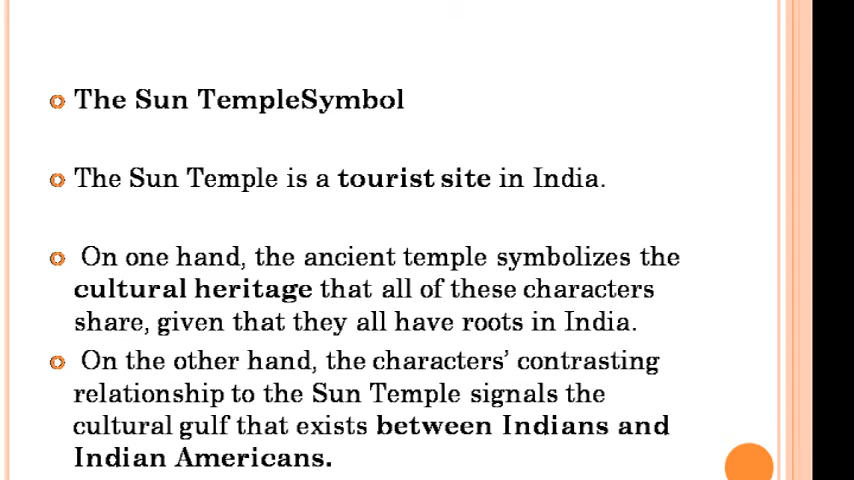 The Sun TempleSymbol
The Sun Temple is a tourist site in India.
On one hand, the ancient temple symbolizes the
cultural heritage that all of these characters
share, given that they all have roots in India.
On the other hand, the characters’ contrasting
relationship to the Sun Temple signals the
cultural gulf that exists between Indians and
Indian Americans.